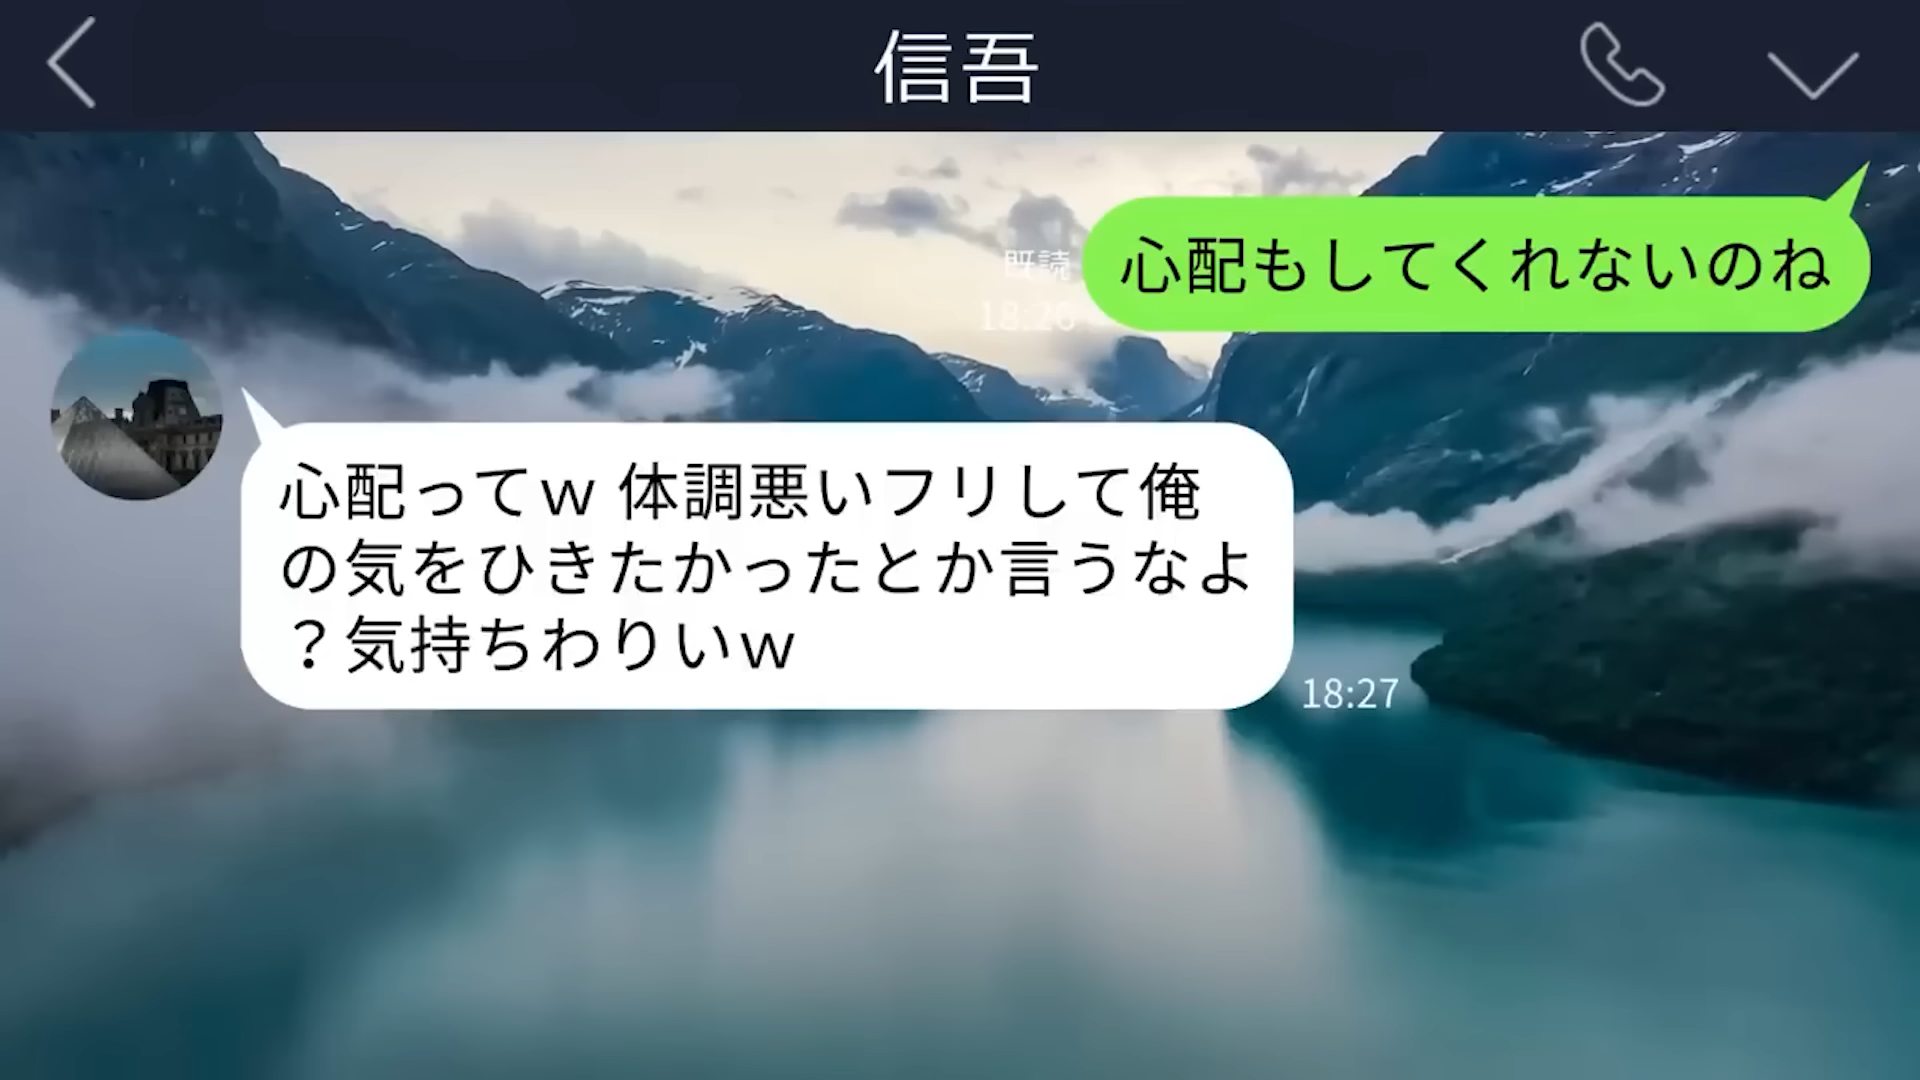 信吾
心配もしてくれないのね
既読
18:26
心配ってｗ 体調悪いフリして俺
の気をひきたかったとか言うなよ
？気持ちわりいｗ
18:27